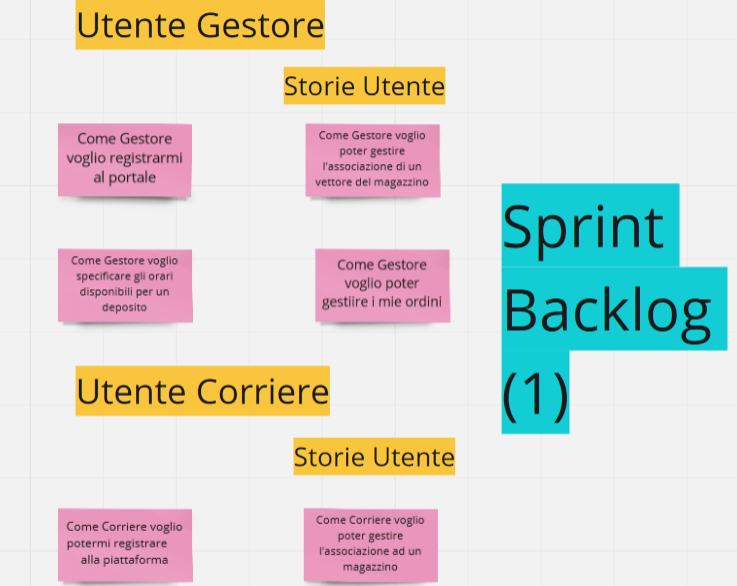 Utente Gestore
Storie Utente
Come Gestore
voglio registrarmi
al portale
Come Gestore voglio
poter gestire
l'associazione di un
vettore del magazzino
Come Gestore voglio
specificare gli orari
disponibili per un
deposito
Come Gestore
voglio poter
gestiire i mie ordini
Sprint
Backlog
(1)
Utente Corriere
Storie Utente
Come Corriere voglio
potermi registrare
alla piattaforma
Come Corriere voglio
poter gestire
l'associazione ad un
magazzino